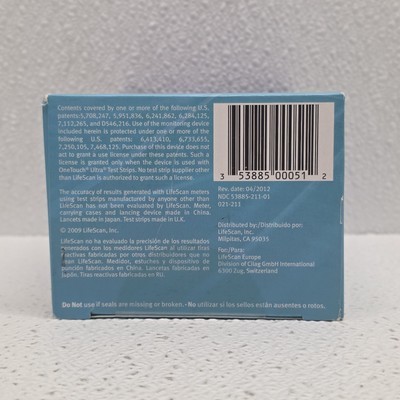 Contents covered by one or more of the following U.S.
patents:5,708,247, 5,951,836, 6,241,862, 6,284,125,
7,112,265, and D546,216. Use of the monitoring device
included herein is protected under one or more of the
following U.S. patents: 6,413,410, 6,733,655,
7,250,105, 7,468,125. Purchase of this device does not
act to grant a use license under these patents. Such a
license is granted only when the device is used with
OneTouch® Ultra® Test Strips. No test strip supplier other
than LifeScan is authorized to grant such a license.
The accuracy of results generated with LifeScan meters
using test strips manufactured by anyone other than
LifeScan has not been evaluated by LifeScan. Meter,
carrying cases and lancing device made in China.
Lancets made in Japan. Test strips made in U.K.
© 2009 LifeScan, Inc.
LifeScan no ha evaluado la precisión de los resultados
generados con los medidores LifeScan al utilizar tiras
reactivas fabricadas por otros distribuidores que no
sean LifeScan. Medidor, estuches y dispositivo de
punción fabricados en China. Lancetas fabricadas en
Japón. Tiras reactivas fabricadas en RU.
3 53885 00051 2
Rev. date:04/2012
NDC 53885-211-01
021-211
Distributed by:/Distribuido por:
LifeScan, Inc.
Milpitas, CA 95035
For:/Para:
LifeScan Europe
Division of Cilag GmbH International
6300 Zug, Switzerland
Do Not use if seals are missing or broken. • No utilizar si los sellos están ausentes o rotos.